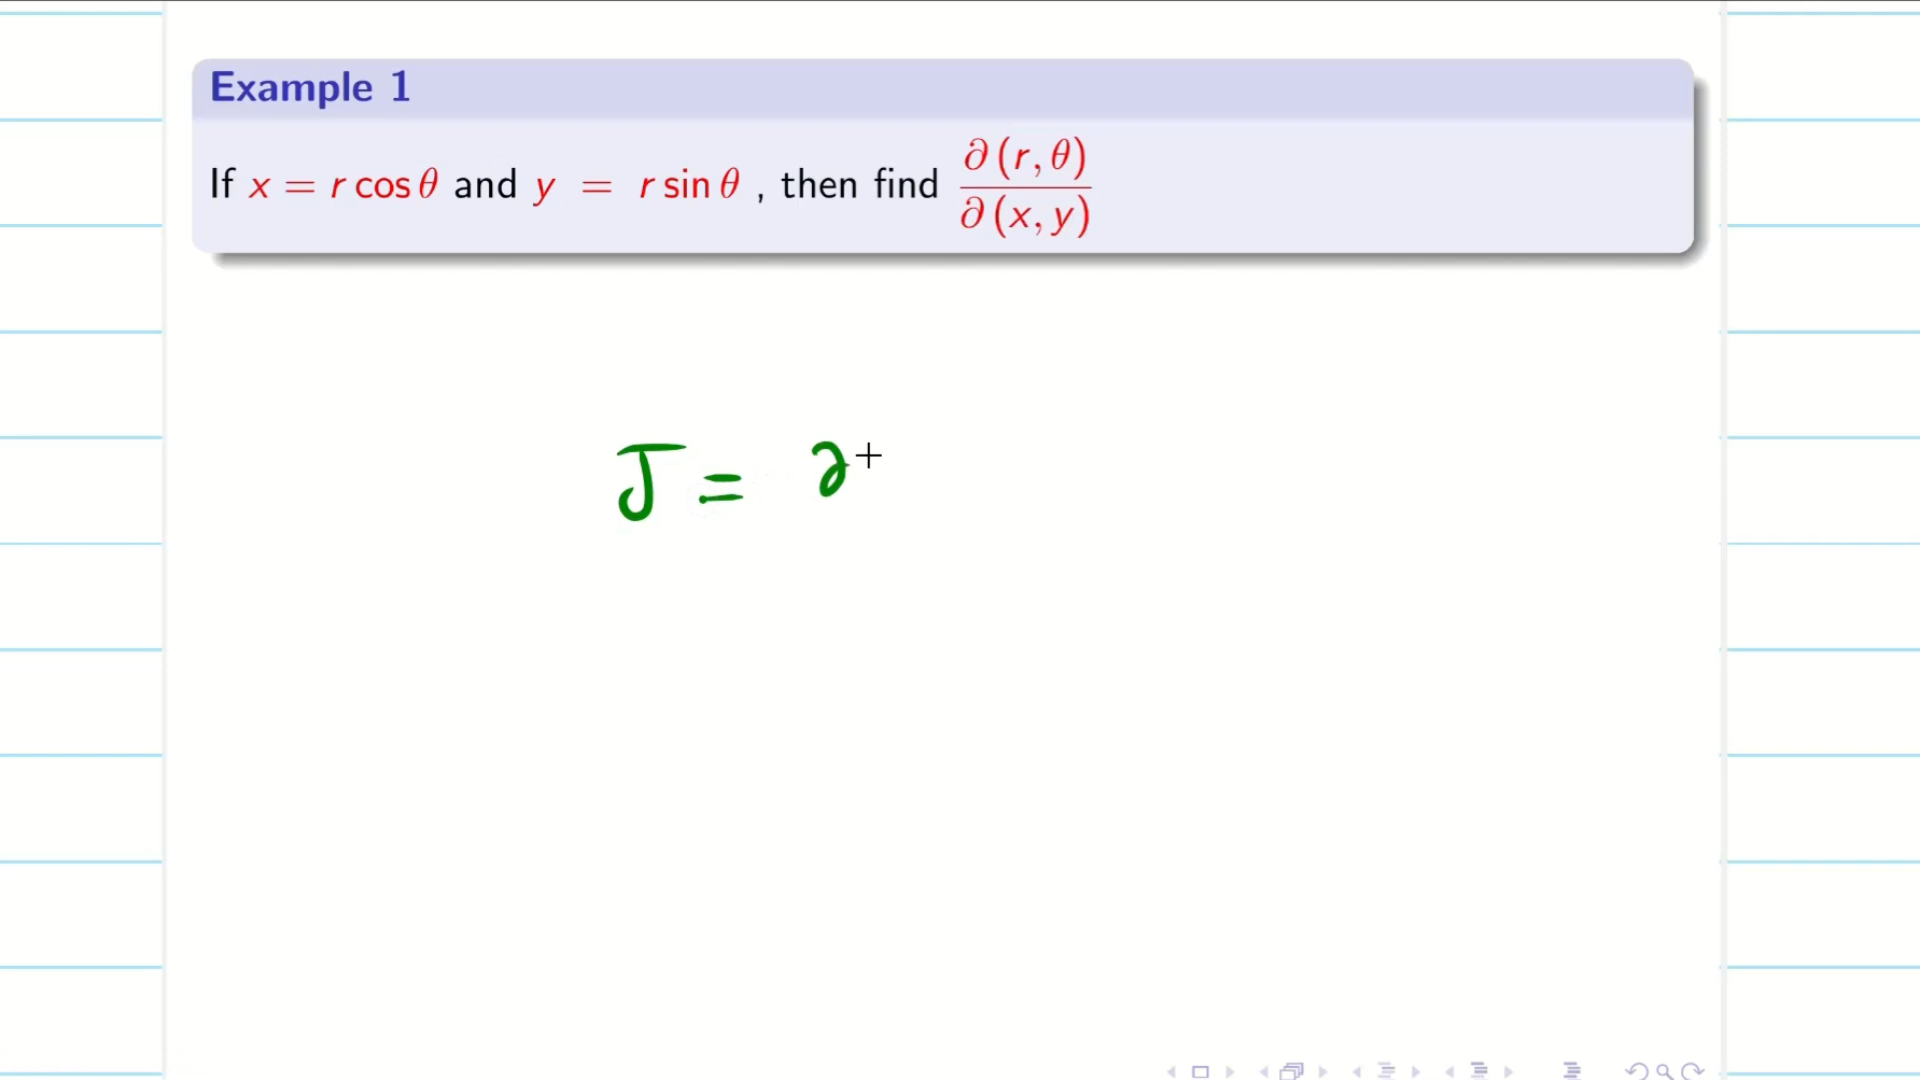 Example 1
If x = r cos θ and y = r sin θ , then find ∂(r, θ)/∂(x, y)
J = ∂